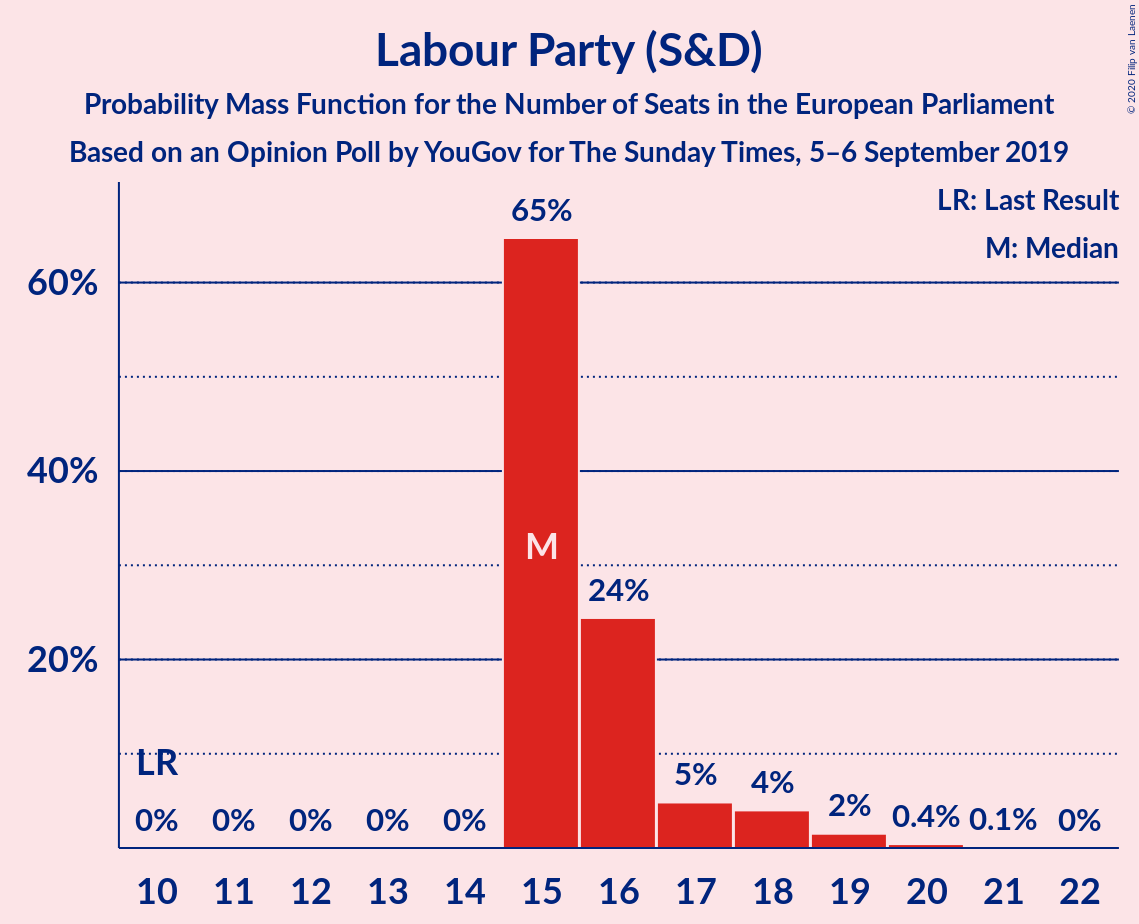 Labour Party (S&D)
Probability Mass Function for the Number of Seats in the European Parliament
Based on an Opinion Poll by YouGov for The Sunday Times, 5–6 September 2019
© 2020 Filip van Laenen
LR: Last Result
M: Median
60%
40%
20%
65%
M
24%
LR
0%
0%
0%
0%
0%
5%
4%
2%
0.4%
0.1%
0%
10 11 12 13 14 15 16 17 18 19 20 21 22